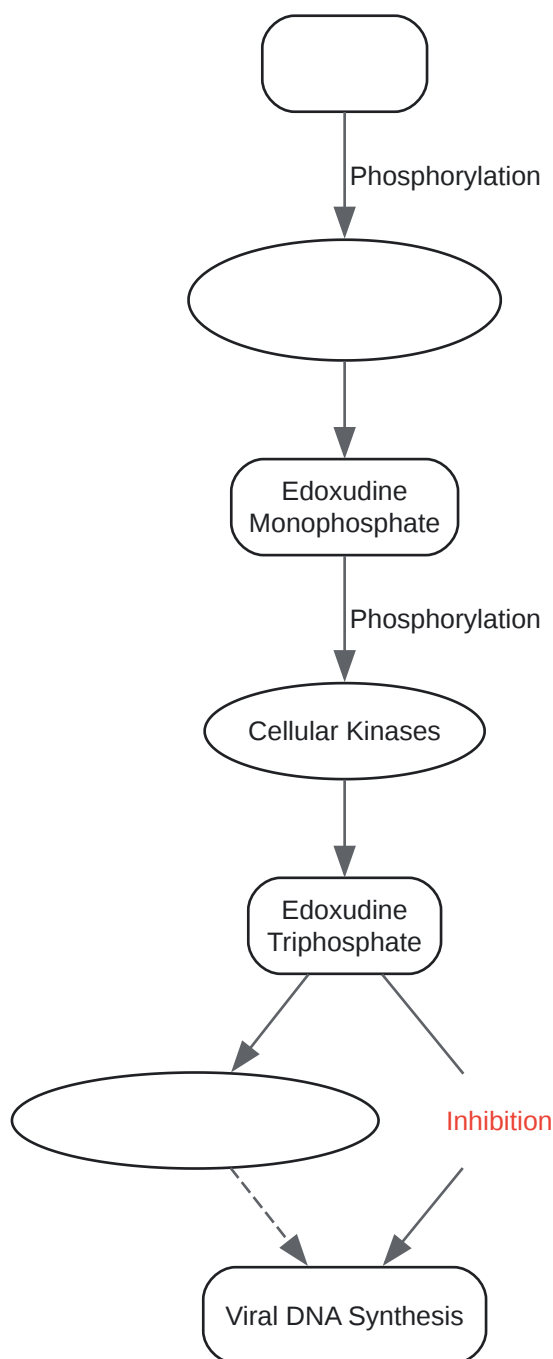 Phosphorylation
Edoxudine
Monophosphate
Phosphorylation
Cellular Kinases
Edoxudine
Triphosphate
Inhibition
Viral DNA Synthesis